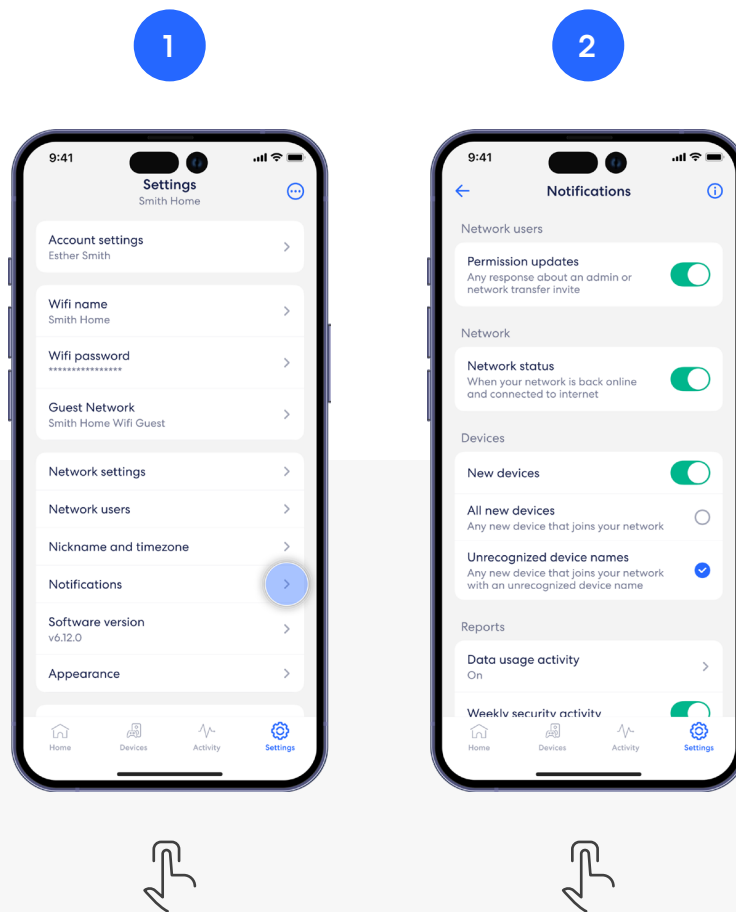 1
9:41
Settings
Smith Home
Account settings
Esther Smith
Wifi name
Smith Home
Wifi password
****************
Guest Network
Smith Home Wifi Guest
Network settings
Network users
Nickname and timezone
Notifications
Software version
v6.12.0
Appearance
Home Devices Activity Settings
2
9:41
Notifications
Network users
Permission updates
Any response about an admin or
network transfer invite
Network
Network status
When your network is back online
and connected to internet
Devices
New devices
All new devices
Any new device that joins your network
Unrecognized device names
Any new device that joins your network
with an unrecognized device name
Reports
Data usage activity
On
Weekly security activity
Home Devices Activity Settings